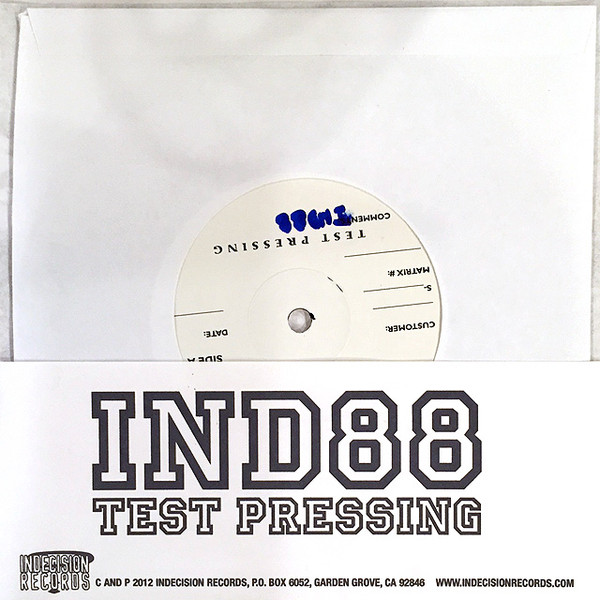 IND88
TEST PRESSING
COMMENTS:
MATRIX #:
S-
CUSTOMER:
DATE:
SIDE A
IND88
TEST PRESSING
INDECISION
RECORDS
C AND P 2012 INDECISION RECORDS, P.O. BOX 6052, GARDEN GROVE, CA 92846 WWW.INDECISIONRECORDS.COM